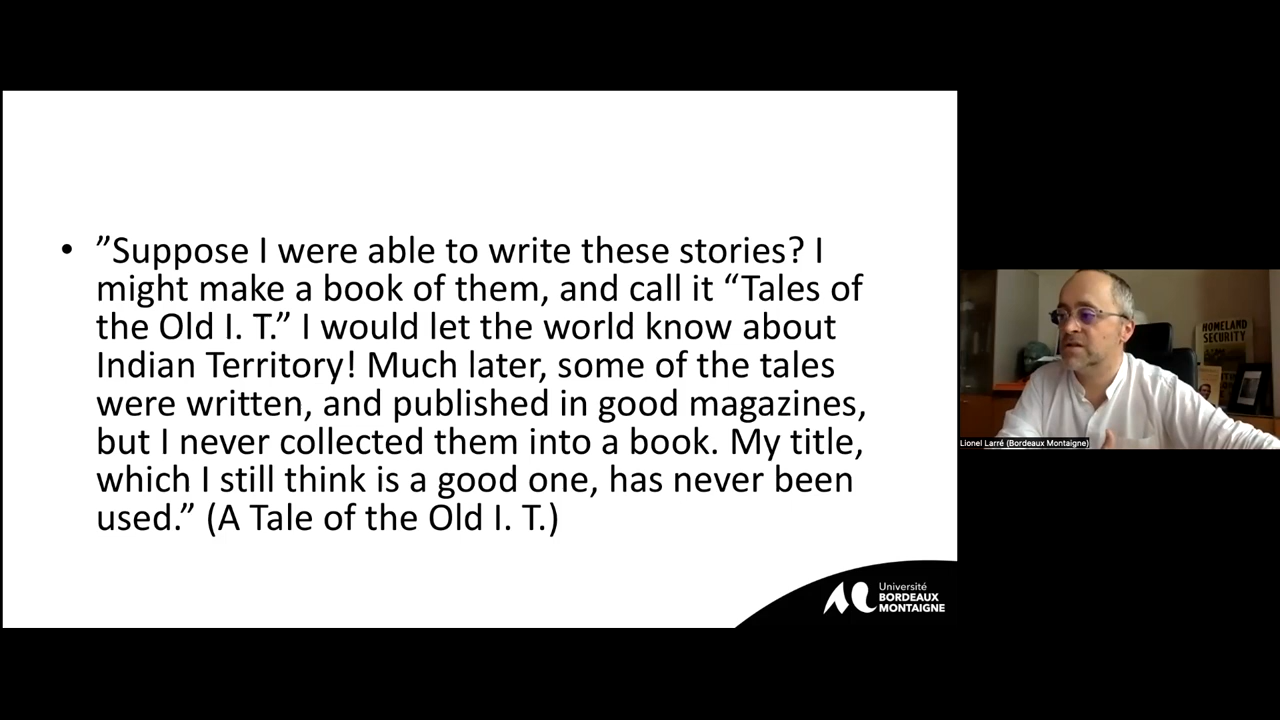 • ”Suppose I were able to write these stories? I
might make a book of them, and call it “Tales of
the Old I. T.” I would let the world know about
Indian Territory! Much later, some of the tales
were written, and published in good magazines,
but I never collected them into a book. My title,
which I still think is a good one, has never been
used.” (A Tale of the Old I. T.)
Université
BORDEAUX
MONTAIGNE
HOMELAND
SECURITY
Lionel Larré (Bordeaux Montaigne)